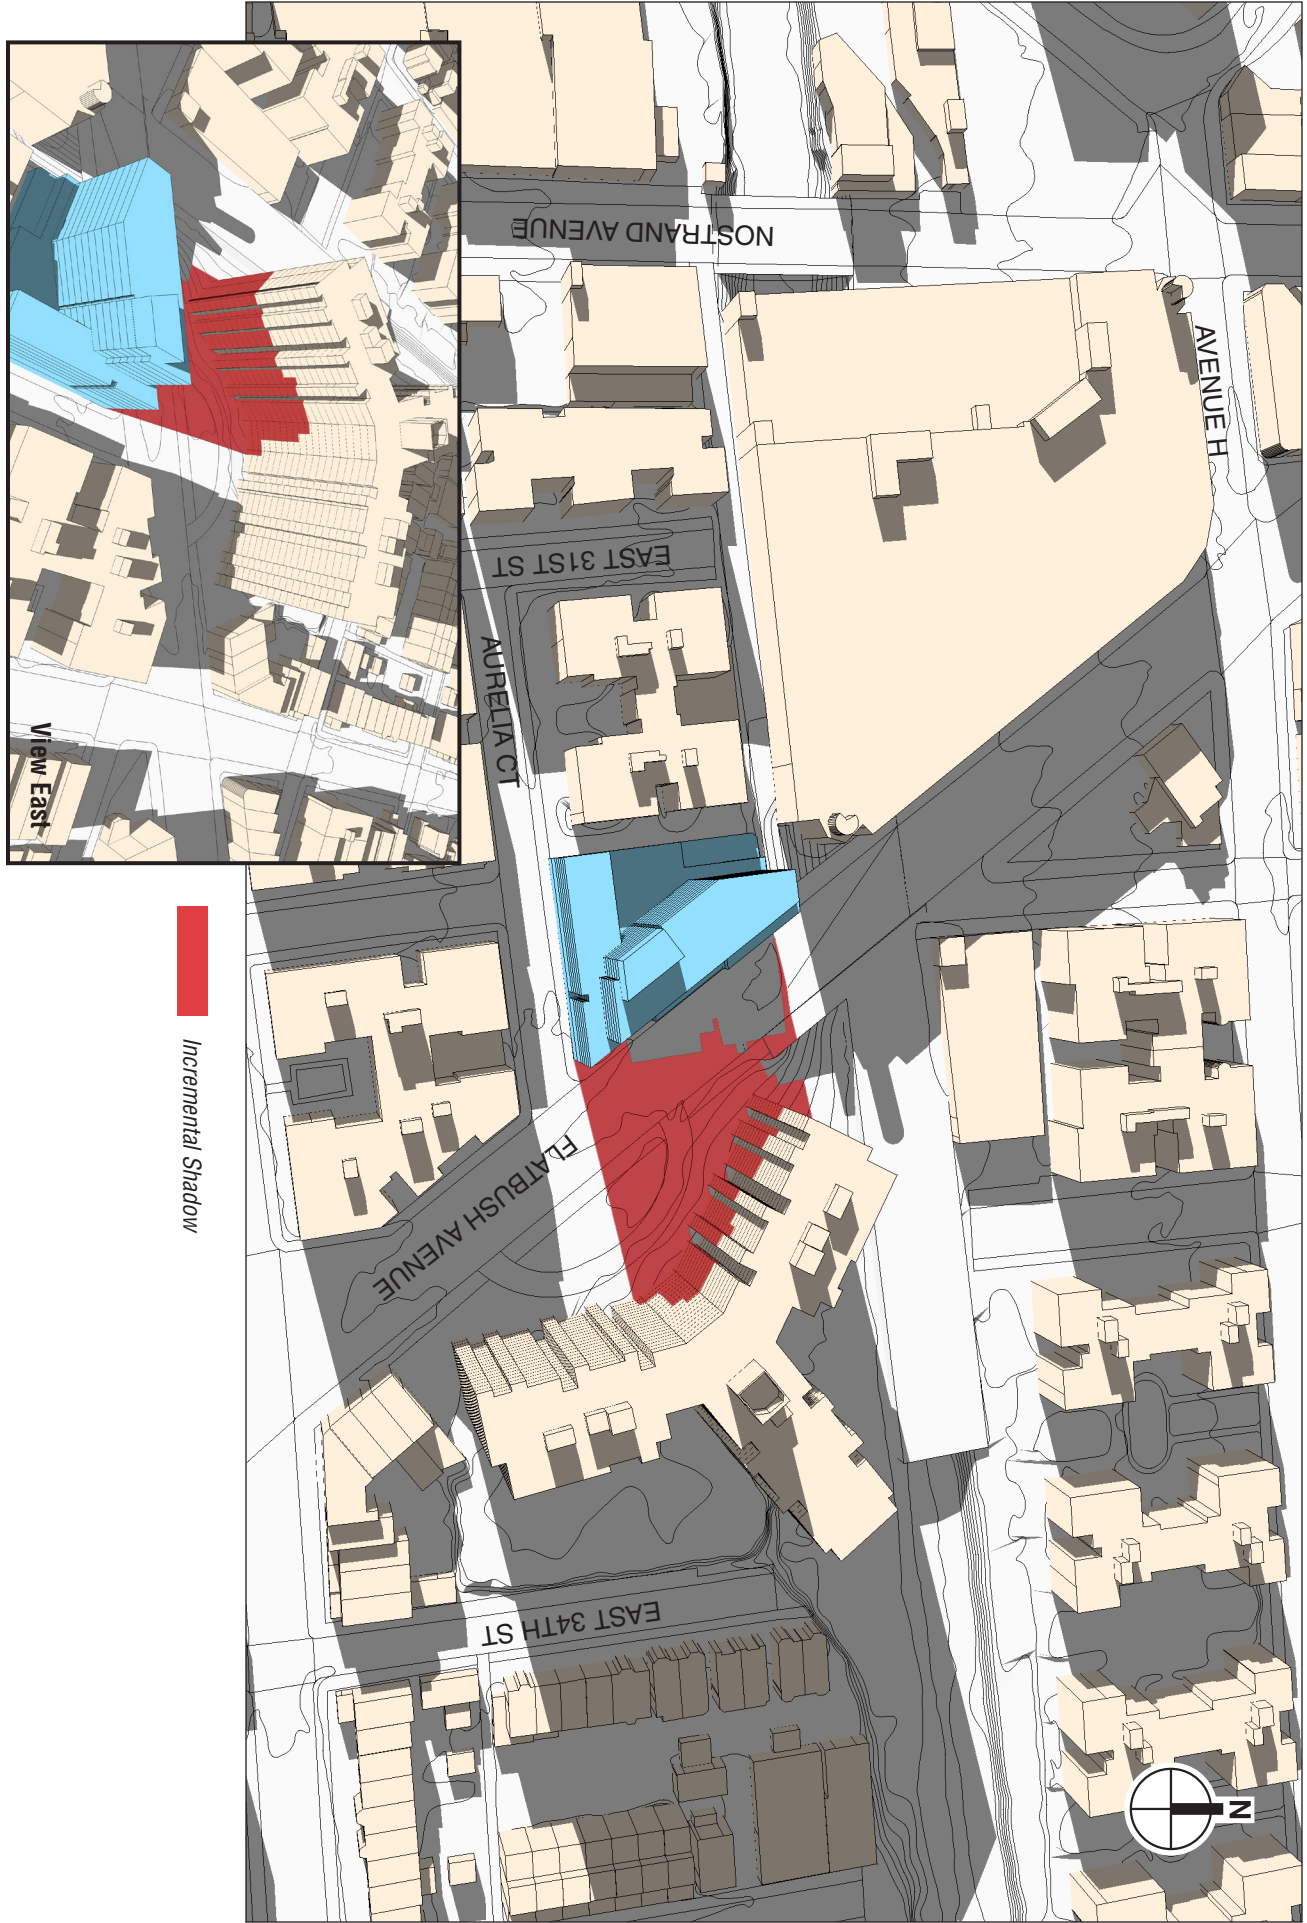 NOSTRAND AVENUE
AVENUE H
EAST 31ST ST
AURELIA CT
FLATBUSH AVENUE
EAST 34TH ST
N
View East
Incremental Shadow